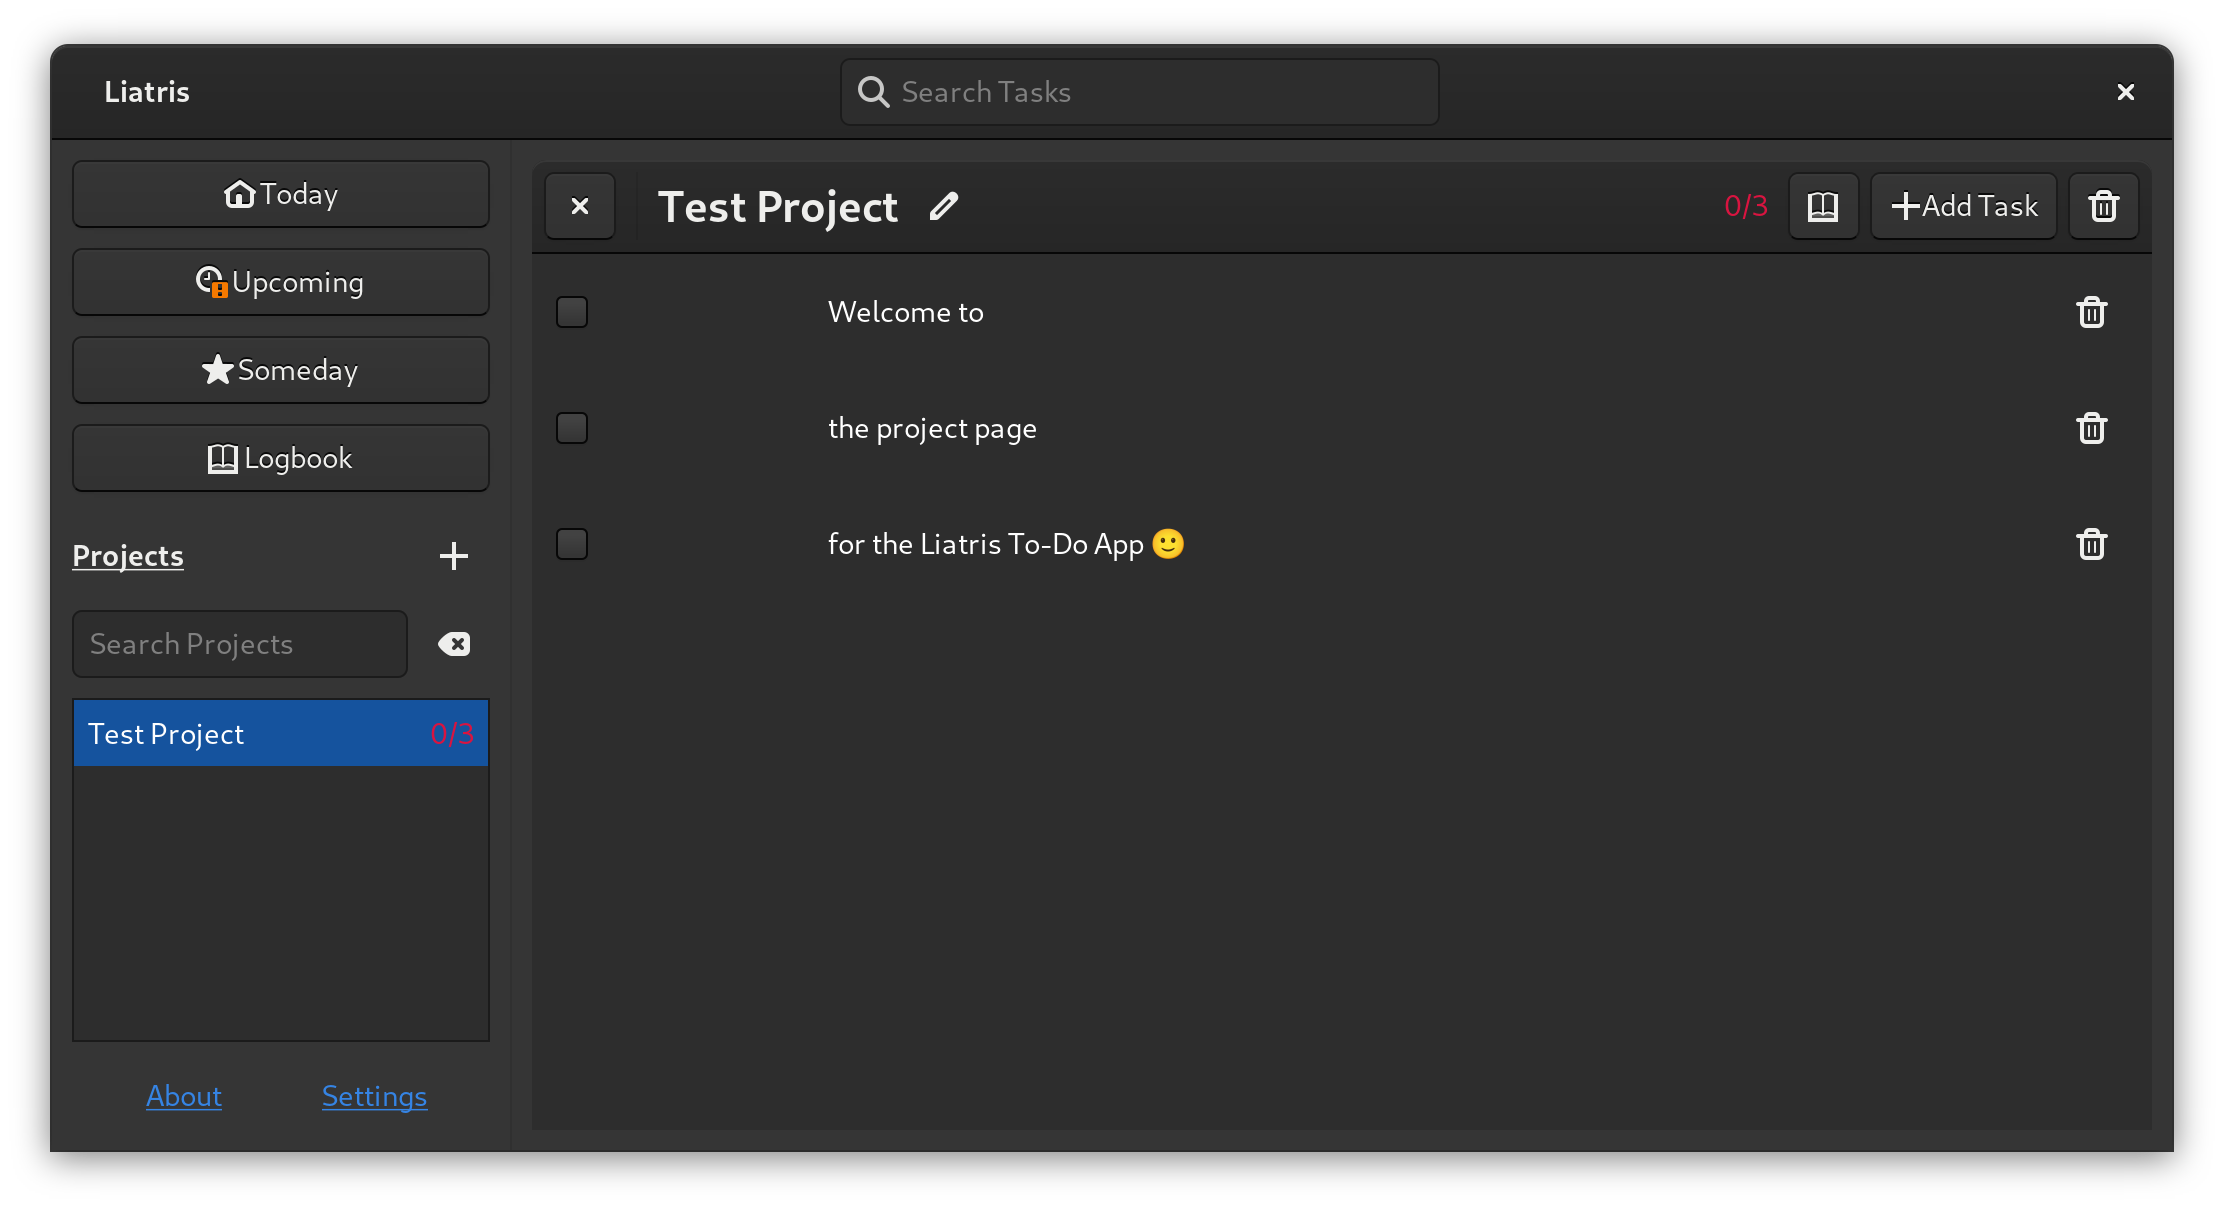 Liatris
Search Tasks
Today
Upcoming
Someday
Logbook
Projects
Search Projects
Test Project 0/3
About Settings
Test Project 0/3 Add Task
Welcome to
the project page
for the Liatris To-Do App 🙂